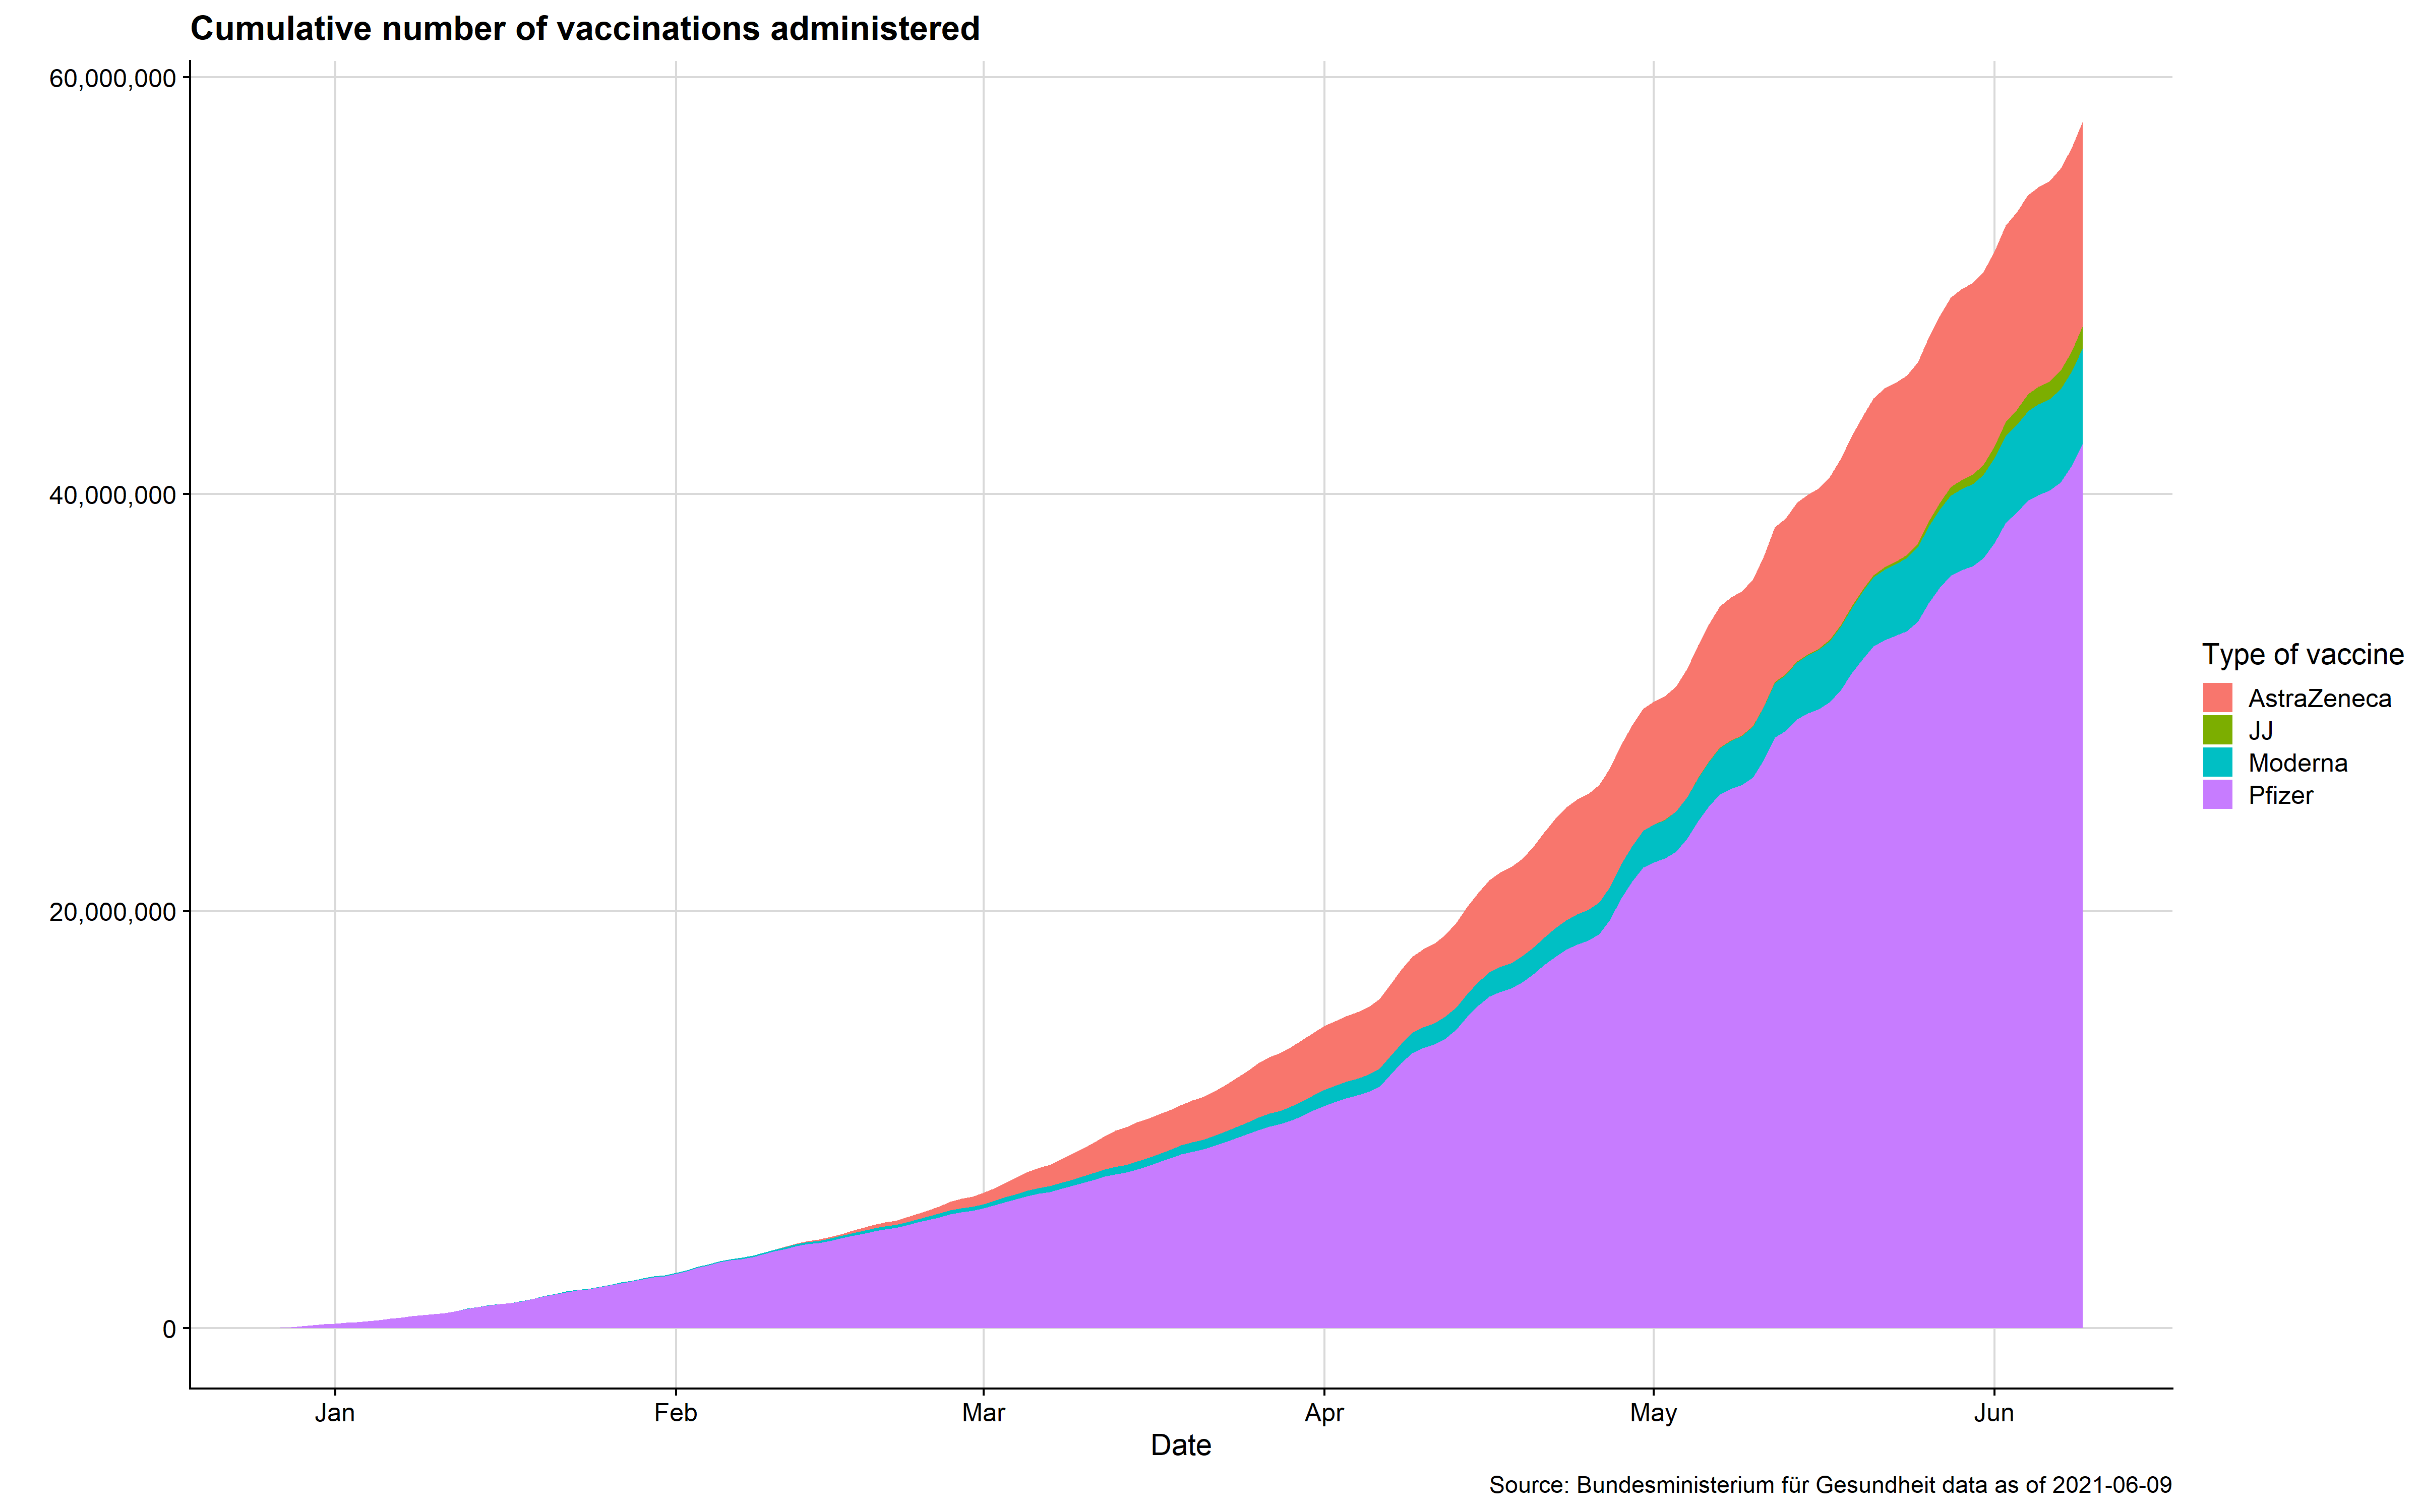 Cumulative number of vaccinations administered
60,000,000
40,000,000
20,000,000
0
Jan Feb Mar Apr May Jun
Date
Type of vaccine
AstraZeneca
JJ
Moderna
Pfizer
Source: Bundesministerium für Gesundheit data as of 2021-06-09